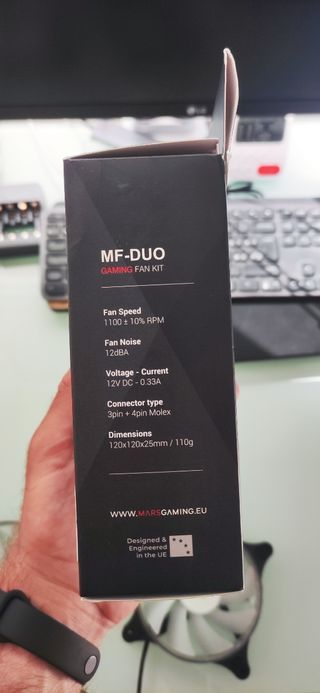 LG
MF-DUO
GAMING FAN KIT
Fan Speed
1100 ± 10% RPM
Fan Noise
12dBA
Voltage - Current
12V DC - 0.33A
Connector type
3pin + 4pin Molex
Dimensions
120x120x25mm / 110g
WWW.MARSGAMING.EU
Designed &
Engineered
in the UE